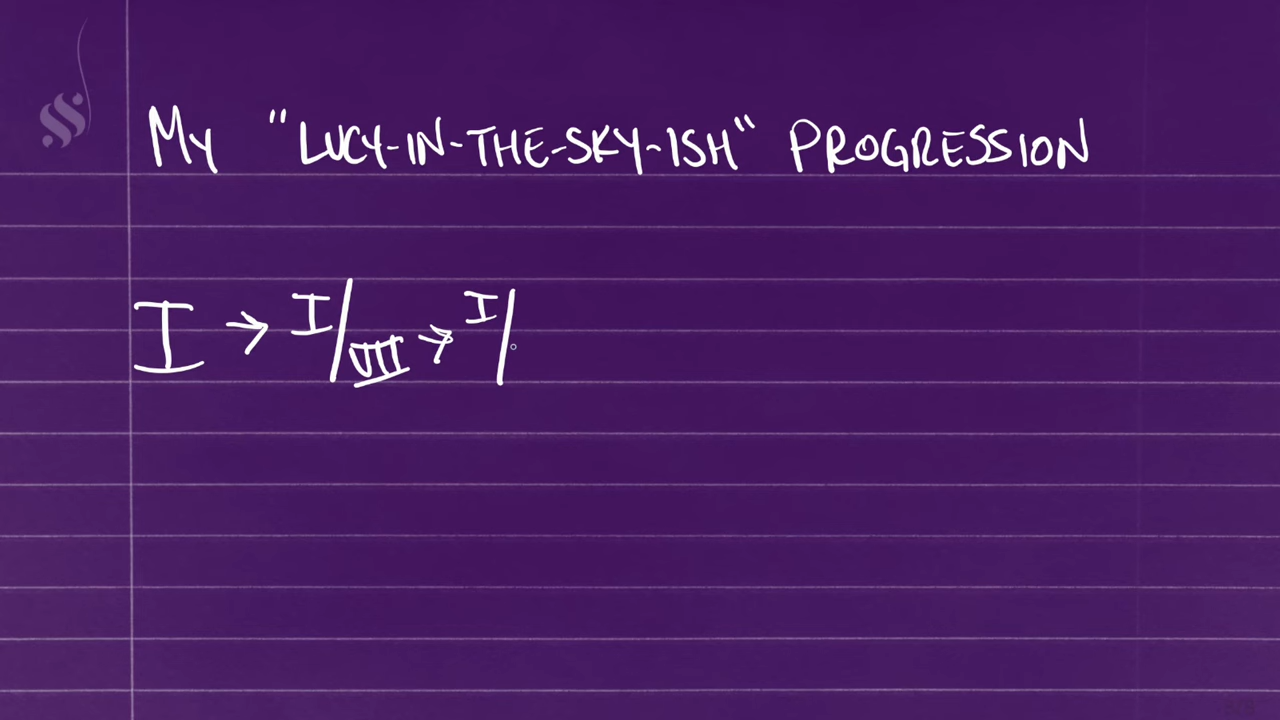 My "LUCY-IN-THE-SKY-ISH" PROGRESSION
I → I/VII → I/